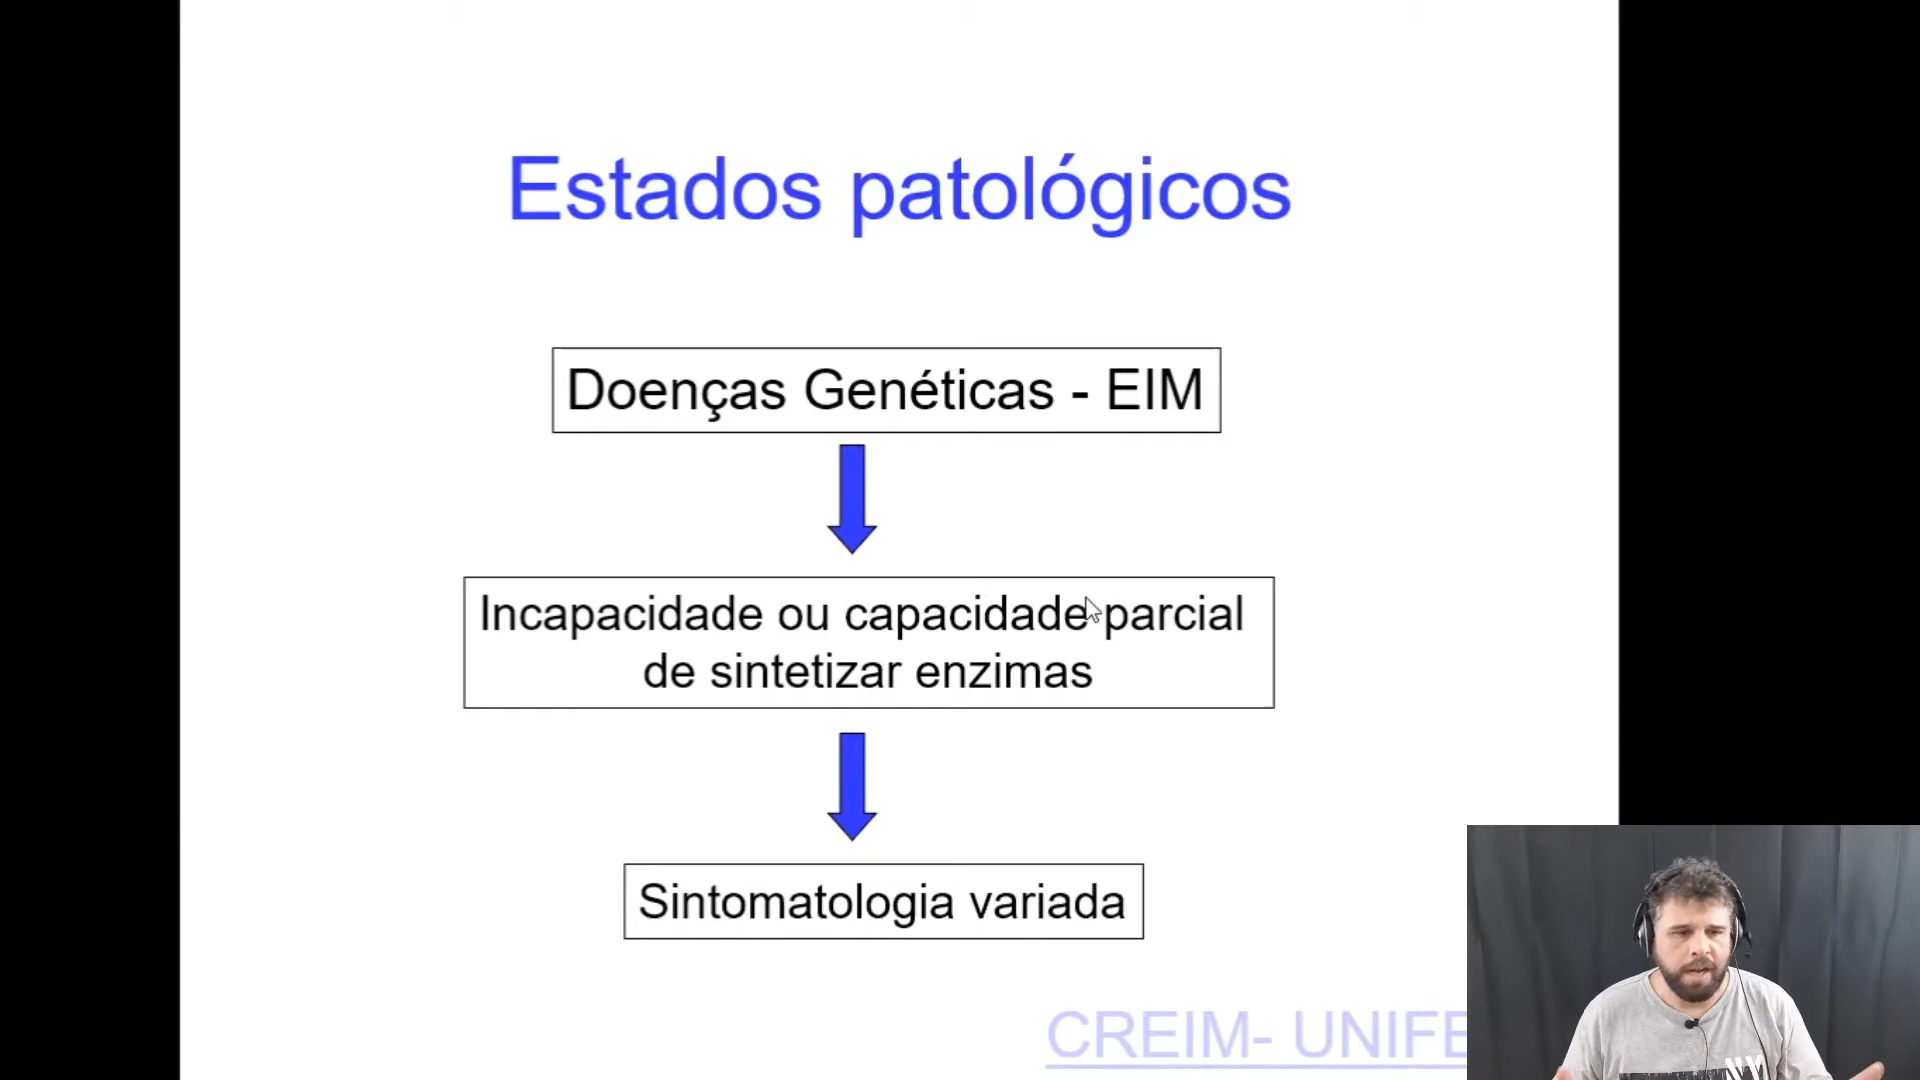 Estados patológicos
Doenças Genéticas - EIM
Incapacidade ou capacidade parcial
de sintetizar enzimas
Sintomatologia variada
CREIM- UNIFE